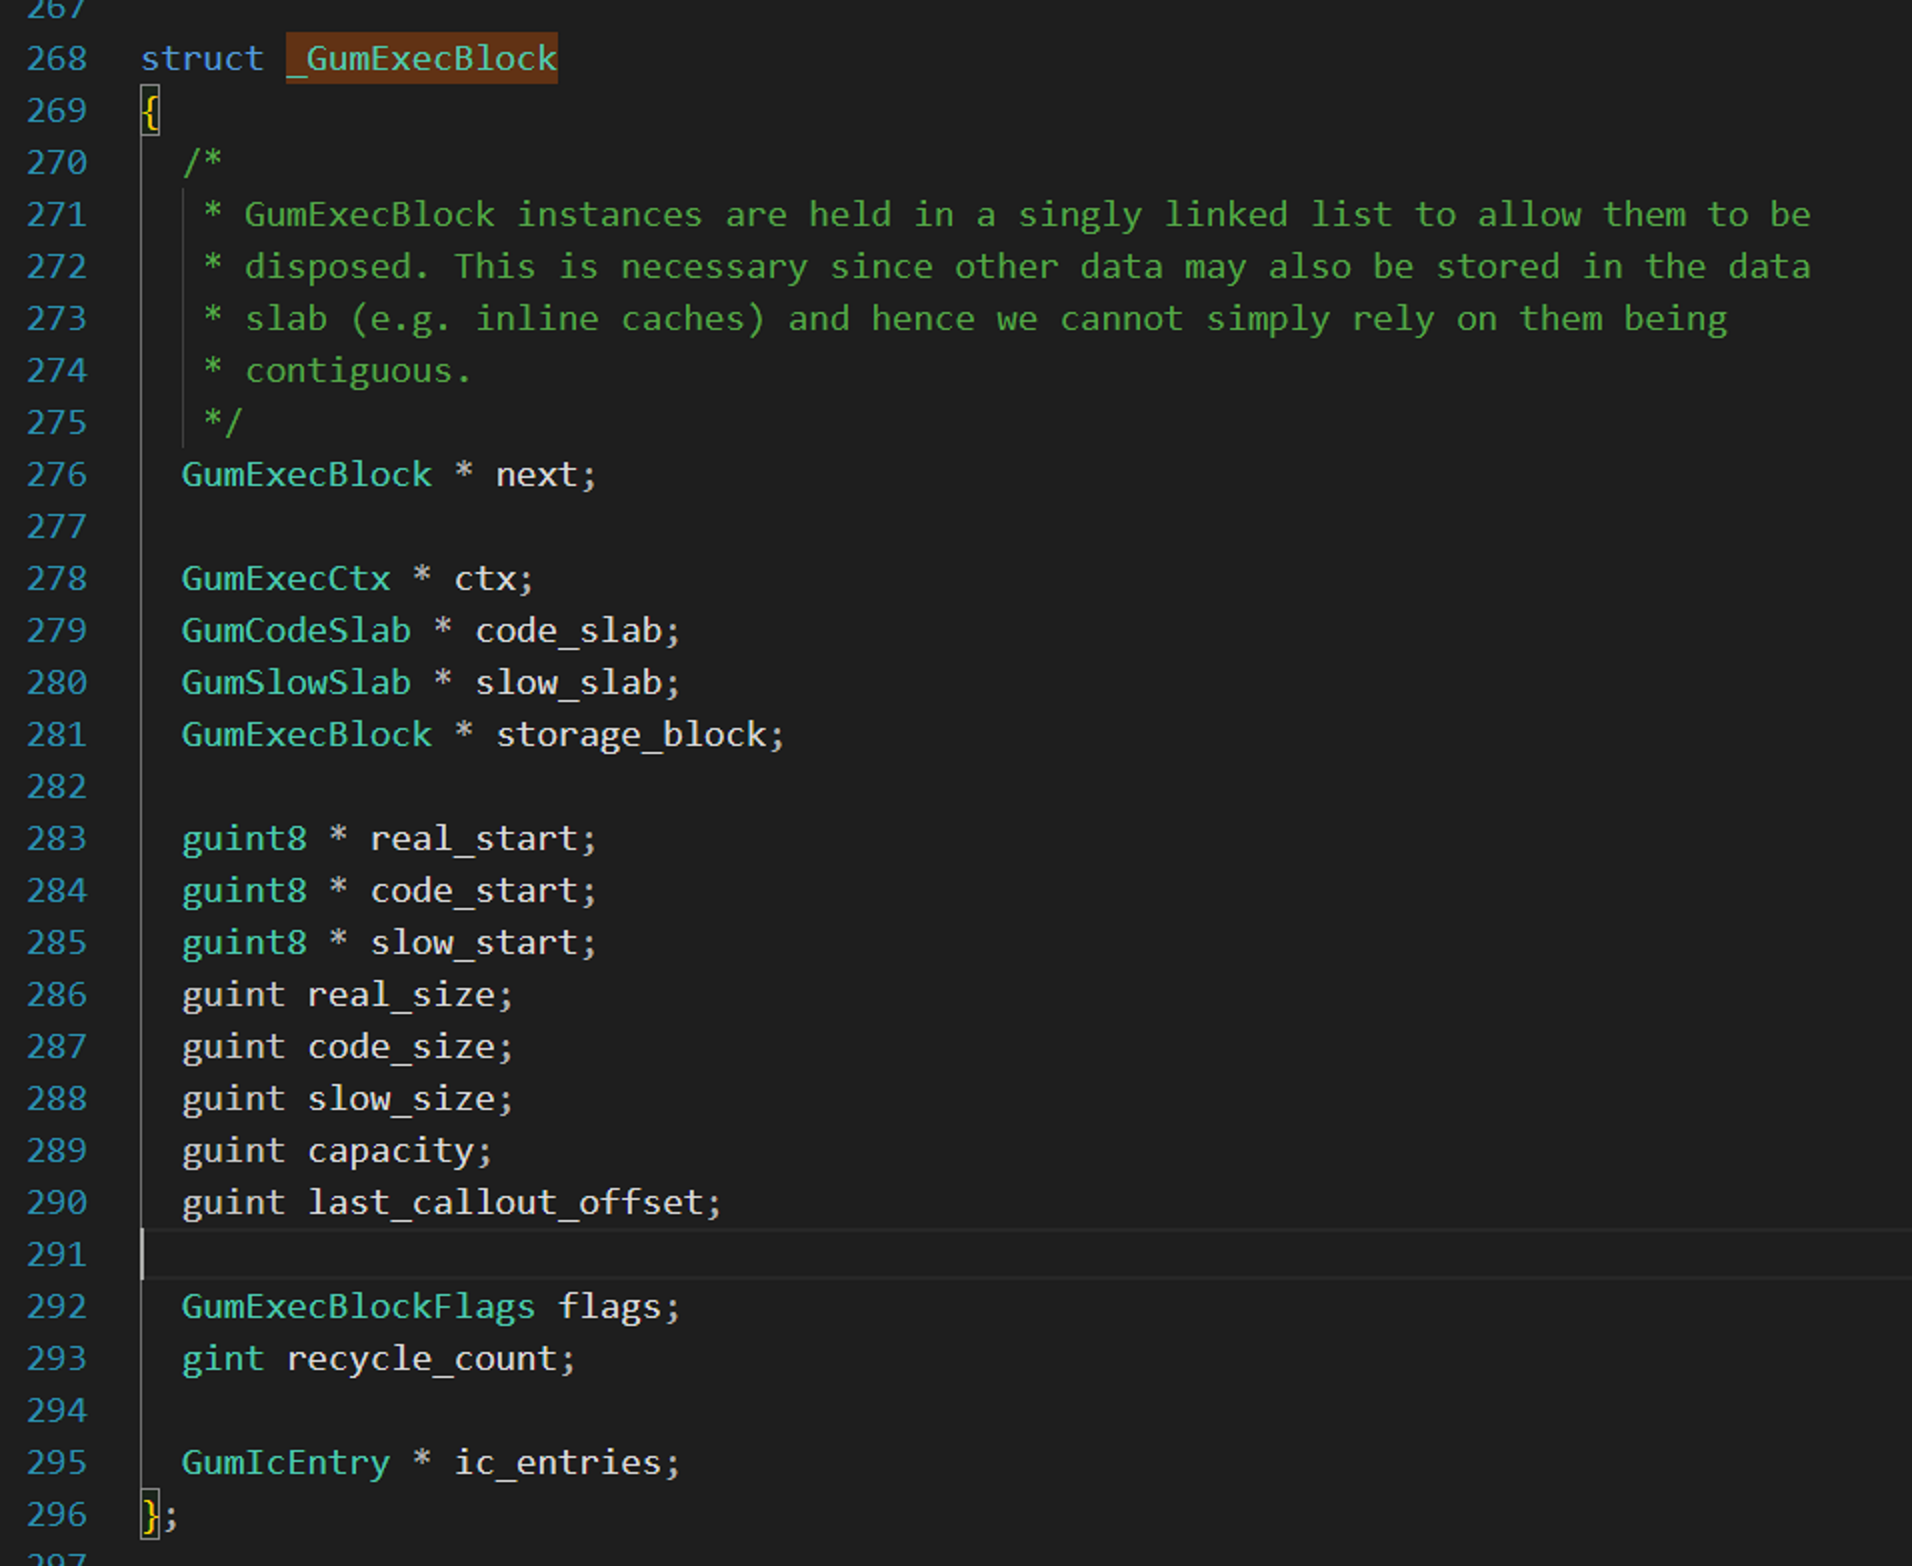 267
268 struct _GumExecBlock
269 {
270 /*
271 * GumExecBlock instances are held in a singly linked list to allow them to be
272 * disposed. This is necessary since other data may also be stored in the data
273 * slab (e.g. inline caches) and hence we cannot simply rely on them being
274 * contiguous.
275 */
276 GumExecBlock * next;
277
278 GumExecCtx * ctx;
279 GumCodeSlab * code_slab;
280 GumSlowSlab * slow_slab;
281 GumExecBlock * storage_block;
282
283 guint8 * real_start;
284 guint8 * code_start;
285 guint8 * slow_start;
286 guint real_size;
287 guint code_size;
288 guint slow_size;
289 guint capacity;
290 guint last_callout_offset;
291
292 GumExecBlockFlags flags;
293 gint recycle_count;
294
295 GumIcEntry * ic_entries;
296 };
297